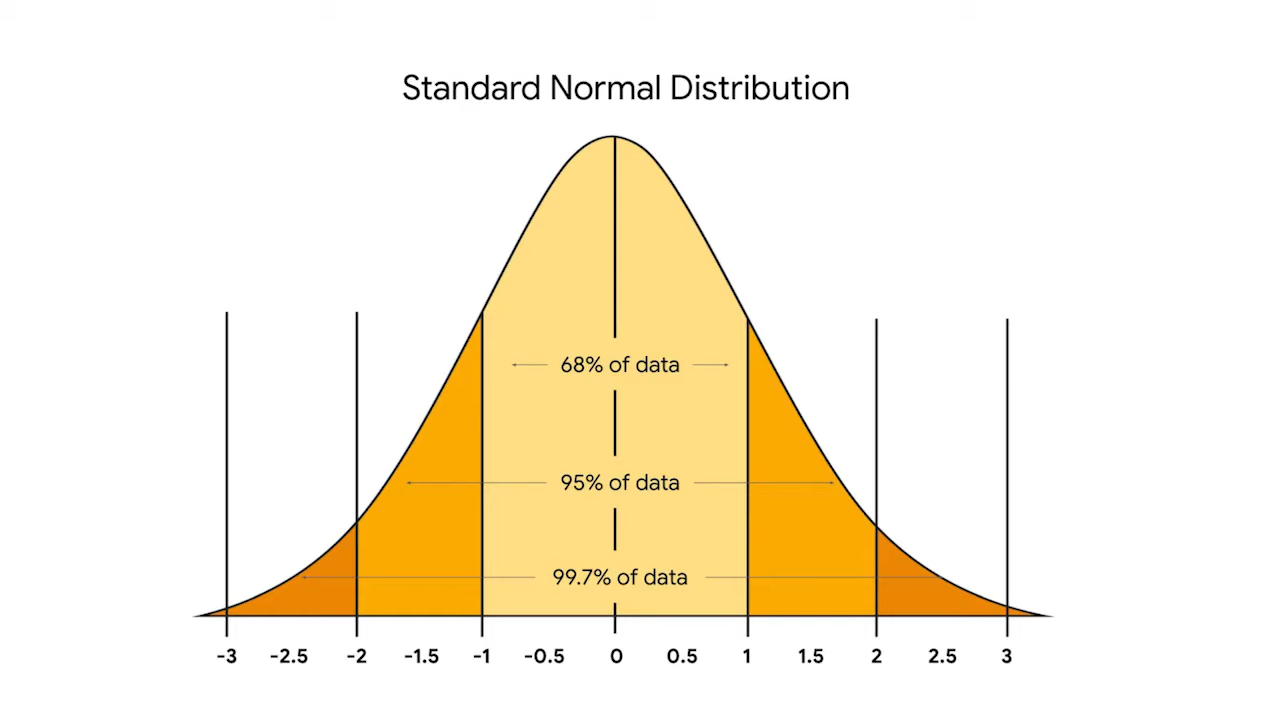 Standard Normal Distribution
68% of data
95% of data
99.7% of data
-3 -2.5 -2 -1.5 -1 -0.5 0 0.5 1 1.5 2 2.5 3